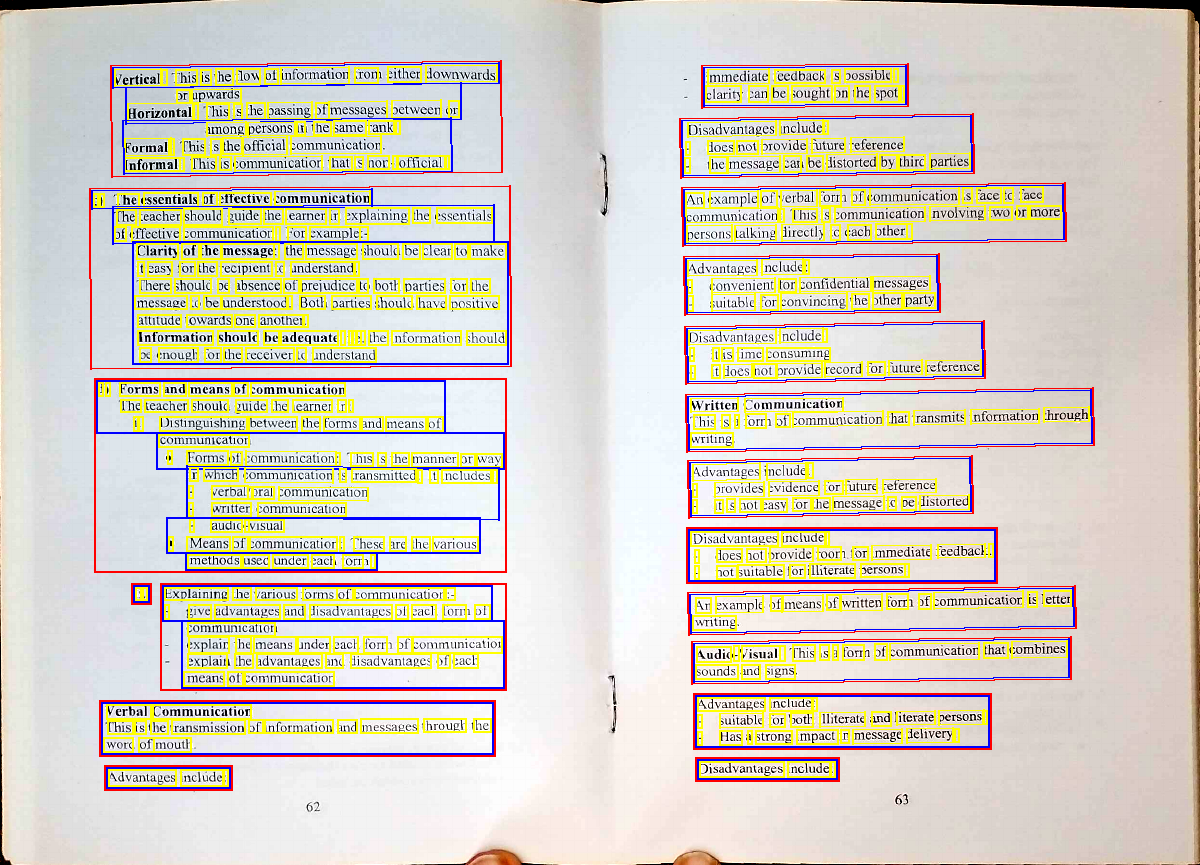 Vertical This is the flow of information from either downwards
or upwards
Horizontal This is the passing of messages between or
among persons in the same rank
Formal This is the official communication.
Informal This is communication that is non- official
The essentials of effective communication
The teacher should guide the learner in explaining the essentials
of effective communication For example:-
Clarity of the message: the message should be clear to make
it easy for the recipient to understand.
There should be absence of prejudice to both parties for the
message to be understood. Both parties should have positive
attitude towards one another.
Information should be adequate i.e. the information should
be enough for the receiver to understand
Forms and means of communication
The teacher should guide the learner in:
i. Distinguishing between the forms and means of
communication
• Forms of communication: This is the manner or way
in which communication is transmitted. It includes
- verbal/oral communication
- written communication
- audio-visual
• Means of communication: These are the various
methods used under each form
Explaining the various forms of communication:-
- give advantages and disadvantages of each form of
communication
- explain the means under each form of communication
- explain the advantages and disadvantages of each
means of communication
Verbal Communication
This is the transmission of information and messages through the
word of mouth.
Advantages include:
62
- immediate feedback is possible
- clarity can be sought on the spot
Disadvantages include:
- does not provide future reference
- the message can be distorted by third parties
An example of verbal form of communication is face to face
communication This is communication involving two or more
persons talking directly to each other
Advantages include:
- convenient for confidential messages
- suitable for convincing the other party
Disadvantages include:
- it is time consuming
- it does not provide record for future reference
Written Communication
This is a form of communication that transmits information through
writing.
Advantages include:
- provides evidence for future reference
- it is not easy for the message to be distorted
Disadvantages include
- does not provide room for immediate feedback.
- not suitable for illiterate persons
An example of means of written form of communication is letter
writing.
Audio-Visual This is a form of communication that combines
sounds and signs.
Advantages include:
- suitable for both illiterate and literate persons
- Has a strong impact in message delivery
Disadvantages include:
63